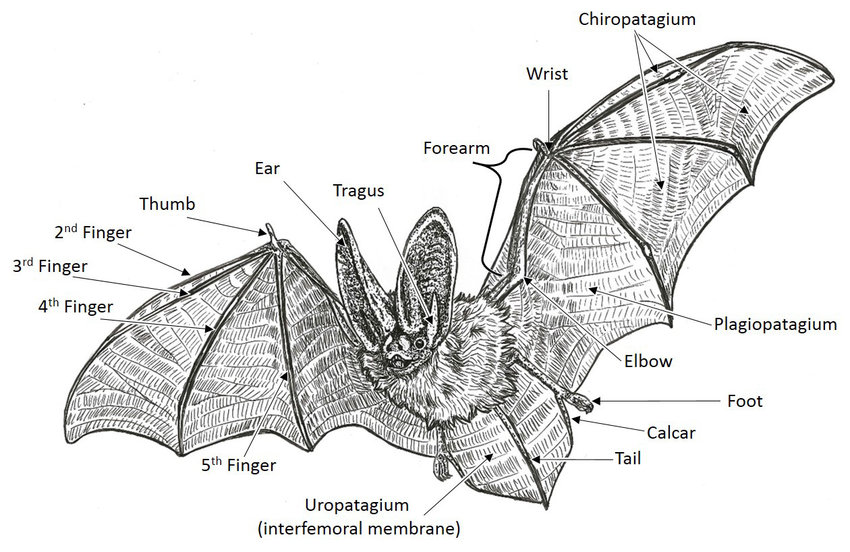 Chiropatagium
Wrist
Forearm
Ear
Tragus
Thumb
2nd Finger
3rd Finger
4th Finger
Plagiopatagium
Elbow
Foot
Calcar
Tail
5th Finger
Uropatagium
(interfemoral membrane)